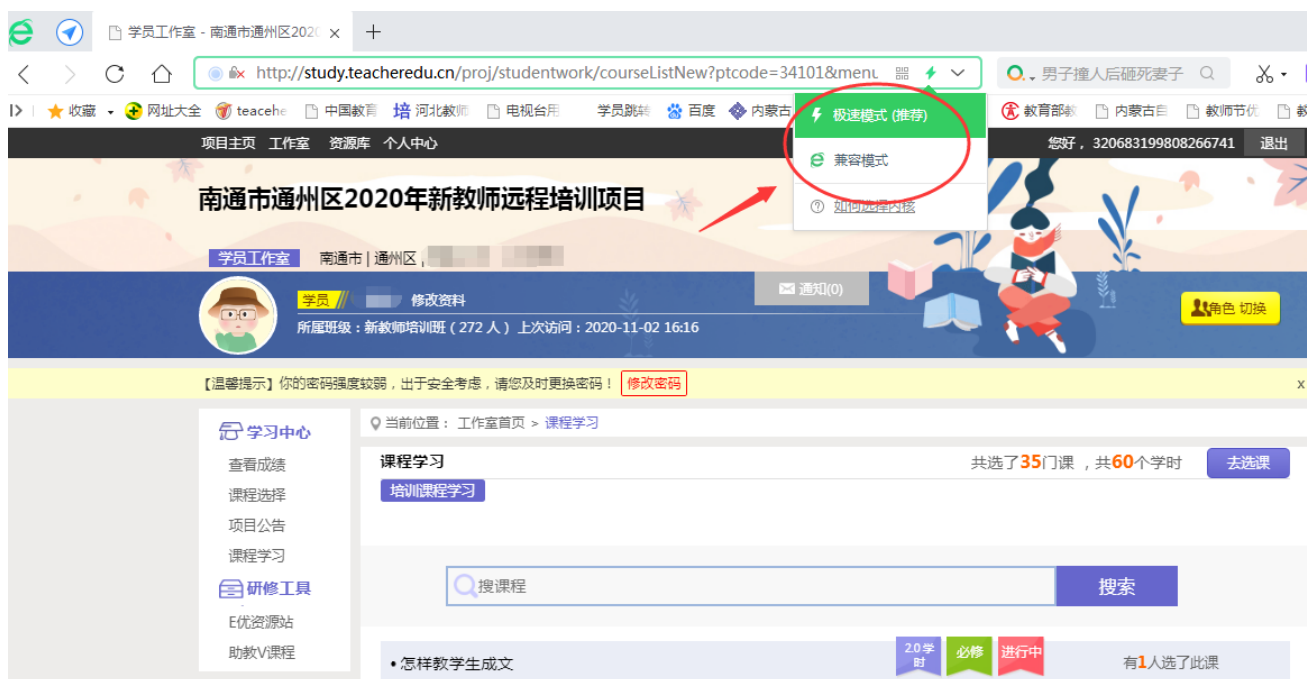 学员工作室 - 南通市通州区202
http://study.teacheredu.cn/proj/studentwork/courseListNew?ptcode=34101&menu
男子撞人后砸死妻子
收藏 网址大全 teacehe 中国教育 培 河北教师 电视台用 学员跳转 百度 内蒙古 教育部教 内蒙古自 教师节优 教
极速模式 (推荐)
兼容模式
如何选择内核
项目主页 工作室 资源库 个人中心
您好，320683199808266741 退出
南通市通州区2020年新教师远程培训项目
学员工作室 南通市 | 通州区 ,
学员 // 修改资料
通知(0)
所属班级：新教师培训班（272 人）上次访问：2020-11-02 16:16
角色 切换
【温馨提示】你的密码强度较弱，出于安全考虑，请您及时更换密码！ 修改密码 x
学习中心
查看成绩
课程选择
项目公告
课程学习
研修工具
E优资源站
助教V课程
当前位置： 工作室首页 > 课程学习
课程学习 共选了35门课 ，共60个学时 去选课
培训课程学习
搜课程 搜索
• 怎样教学生成文 2.0学时 必修 进行中 有1人选了此课